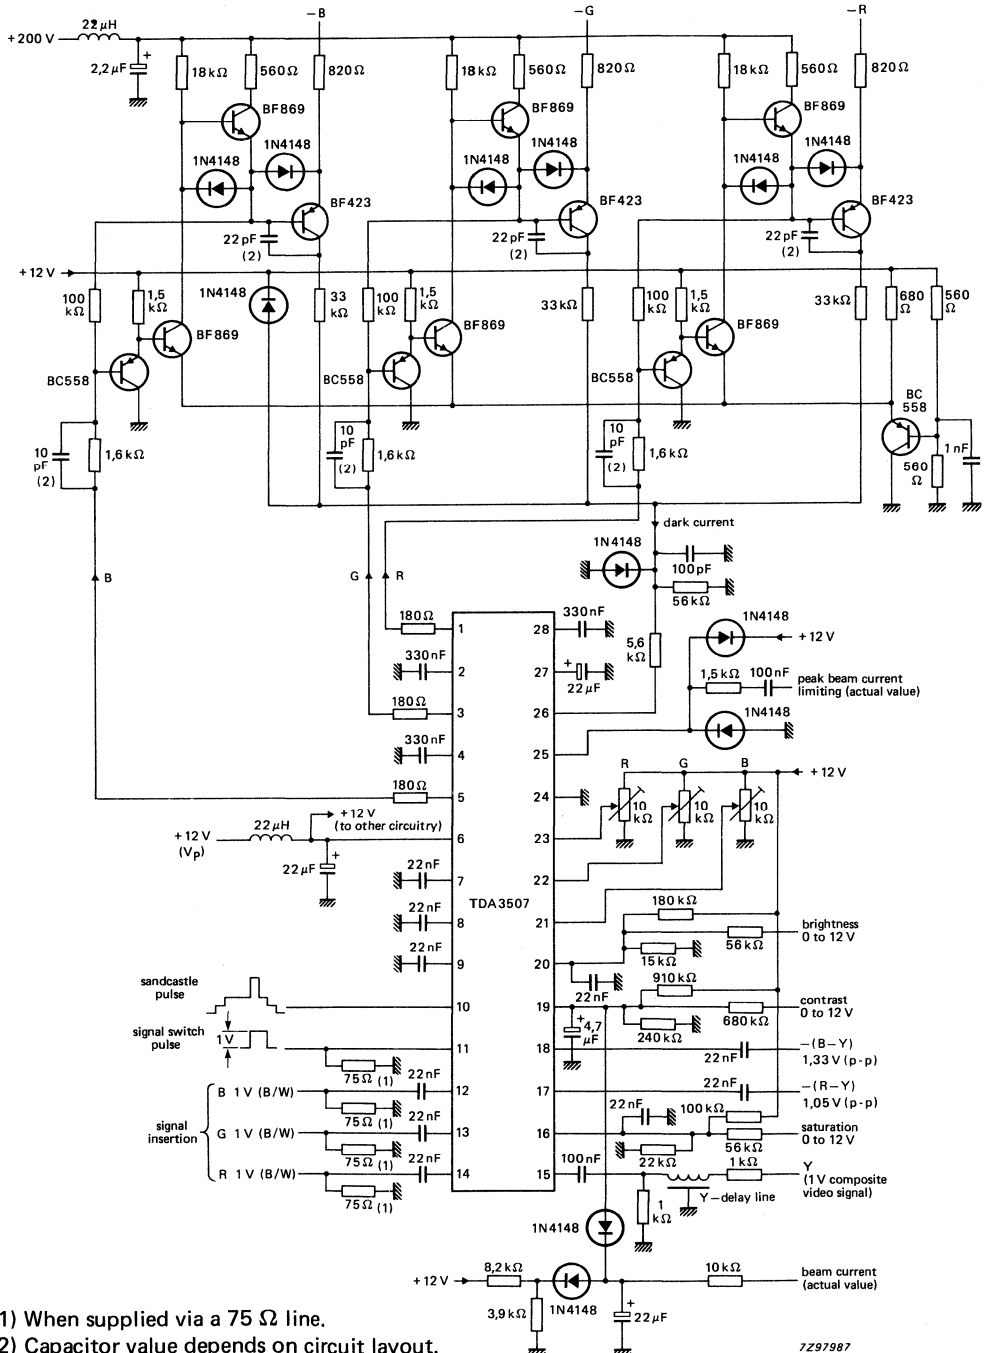 −B
−G
−R
22 μH
+200 V
+
2,2 μF
18 kΩ
560 Ω
820 Ω
18 kΩ
560 Ω
820 Ω
18 kΩ
560 Ω
820 Ω
BF869
BF869
BF869
1N4148
1N4148
1N4148
1N4148
1N4148
1N4148
BF423
BF423
BF423
22 pF
(2)
22 pF
(2)
22 pF
(2)
+12 V
100
kΩ
1,5
kΩ
1N4148
33
kΩ
100
kΩ
1,5
kΩ
33 kΩ
100
kΩ
1,5
kΩ
33 kΩ
680
Ω
560
Ω
BF869
BF869
BF869
BC558
BC558
BC558
BC
558
10
pF
(2)
1,6 kΩ
10
pF
(2)
1,6 kΩ
10
pF
(2)
1,6 kΩ
560
Ω
1 nF
dark current
1N4148
100 pF
56 kΩ
B
G
R
180 Ω
1
28
330 nF
5,6
kΩ
1N4148
+12 V
330 nF
2
27
+
22 μF
1,5 kΩ
100 nF
peak beam current
limiting (actual value)
180 Ω
3
26
1N4148
330 nF
4
25
R
G
B
+12 V
180 Ω
5
24
10
kΩ
10
kΩ
10
kΩ
+12 V
(to other circuitry)
+12 V
(Vp)
22 μH
6
23
22 μF
+
22 nF
7
22
TDA3507
22 nF
8
21
180 kΩ
brightness
0 to 12 V
56 kΩ
22 nF
9
20
15 kΩ
22 nF
910 kΩ
sandcastle
pulse
10
19
contrast
0 to 12 V
680 kΩ
+
4,7
μF
240 kΩ
signal switch
pulse
1 V
11
18
22 nF
−(B−Y)
1,33 V (p-p)
75 Ω (1)
22 nF
B 1 V (B/W)
12
17
22 nF
−(R−Y)
1,05 V (p-p)
75 Ω (1)
22 nF
signal
insertion
G 1 V (B/W)
13
16
22 nF
100 kΩ
saturation
0 to 12 V
56 kΩ
75 Ω (1)
22 nF
22 kΩ
R 1 V (B/W)
14
15
100 nF
1 kΩ
Y
(1 V composite
video signal)
75 Ω (1)
Y−delay line
1
kΩ
1N4148
+12 V
8,2 kΩ
10 kΩ
beam current
(actual value)
3,9 kΩ
1N4148
+
22 μF
1) When supplied via a 75 Ω line.
2) Capacitor value depends on circuit layout.
7Z97987